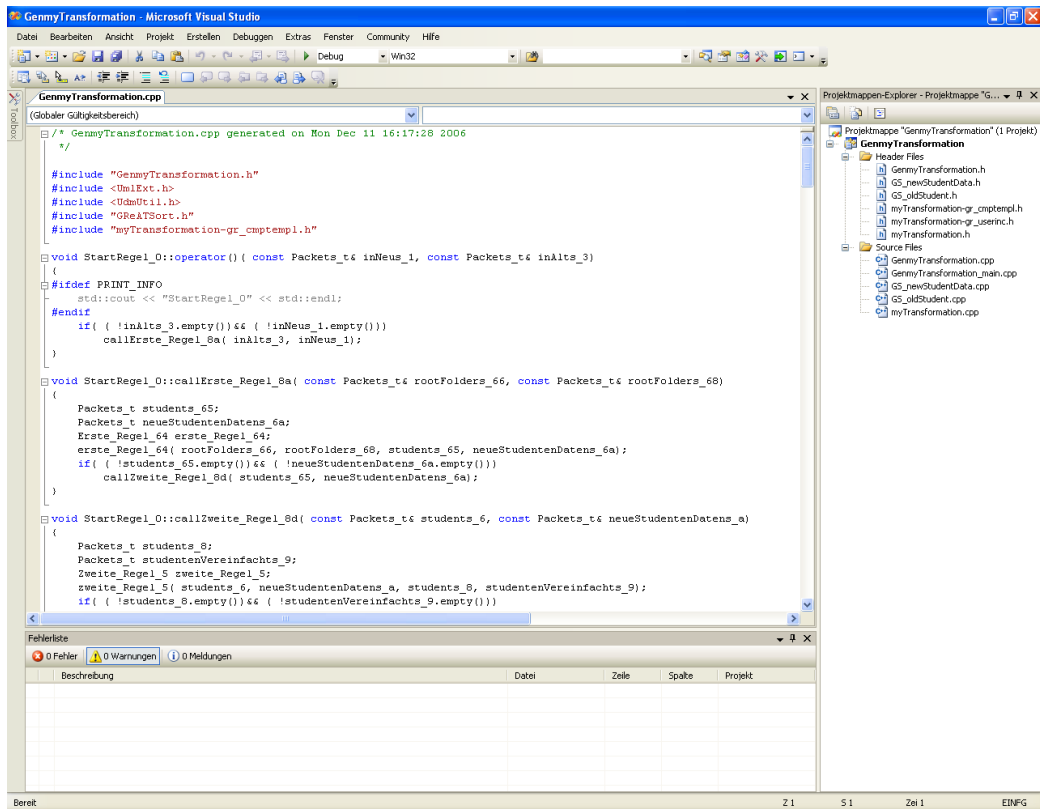 GenmyTransformation - Microsoft Visual Studio
Datei Bearbeiten Ansicht Projekt Erstellen Debuggen Extras Fenster Community Hilfe
Debug Win32
Toolbox
GenmyTransformation.cpp
(Globaler Gültigkeitsbereich)
/* GenmyTransformation.cpp generated on Mon Dec 11 16:17:28 2006
*/
#include "GenmyTransformation.h"
#include <UmlExt.h>
#include <UdmUtil.h>
#include "GReATSort.h"
#include "myTransformation-gr_cmptempl.h"
void StartRegel_0::operator()( const Packets_t& inNeus_1, const Packets_t& inAlts_3)
{
#ifdef PRINT_INFO
std::cout << "StartRegel_0" << std::endl;
#endif
if( ( !inAlts_3.empty())&& ( !inNeus_1.empty()))
callErste_Regel_8a( inAlts_3, inNeus_1);
}
void StartRegel_0::callErste_Regel_8a( const Packets_t& rootFolders_66, const Packets_t& rootFolders_68)
{
Packets_t students_65;
Packets_t neueStudentenDatens_6a;
Erste_Regel_64 erste_Regel_64;
erste_Regel_64( rootFolders_66, rootFolders_68, students_65, neueStudentenDatens_6a);
if( ( !students_65.empty())&& ( !neueStudentenDatens_6a.empty()))
callZweite_Regel_8d( students_65, neueStudentenDatens_6a);
}
void StartRegel_0::callZweite_Regel_8d( const Packets_t& students_6, const Packets_t& neueStudentenDatens_a)
{
Packets_t students_8;
Packets_t studentenVereinfachts_9;
Zweite_Regel_5 zweite_Regel_5;
zweite_Regel_5( students_6, neueStudentenDatens_a, students_8, studentenVereinfachts_9);
if( ( !students_8.empty())&& ( !studentenVereinfachts_9.empty()))
Projektmappen-Explorer - Projektmappe "G...
Projektmappe "GenmyTransformation" (1 Projekt)
GenmyTransformation
Header Files
GenmyTransformation.h
GS_newStudentData.h
GS_oldStudent.h
myTransformation-gr_cmptempl.h
myTransformation-gr_userinc.h
myTransformation.h
Source Files
GenmyTransformation.cpp
GenmyTransformation_main.cpp
GS_newStudentData.cpp
GS_oldStudent.cpp
myTransformation.cpp
Fehlerliste
0 Fehler 0 Warnungen 0 Meldungen
Beschreibung Datei Zeile Spalte Projekt
Bereit Z 1 S 1 Zei 1 EINFG